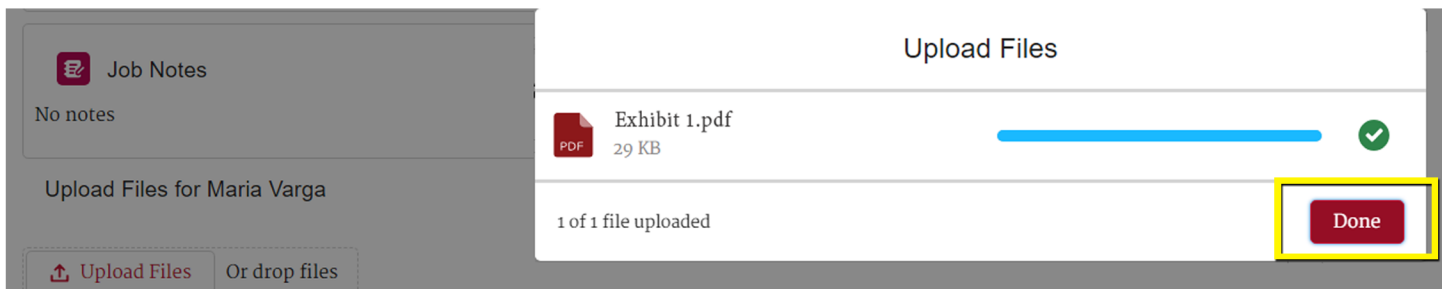 Job Notes
No notes
Upload Files for Maria Varga
Upload Files
Or drop files
Upload Files
PDF
Exhibit 1.pdf
29 KB
1 of 1 file uploaded
Done